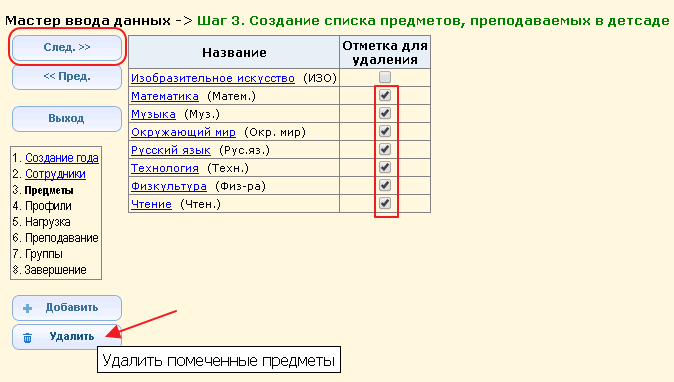 Мастер ввода данных -> Шаг 3. Создание списка предметов, преподаваемых в детсаде
След. >>
<< Пред.
Выход
1. Создание года
2. Сотрудники
3. Предметы
4. Профили
5. Нагрузка
6. Преподавание
7. Группы
8. Завершение
Добавить
Удалить
Удалить помеченные предметы
Название
Отметка для
удаления
Изобразительное искусство (ИЗО)
Математика (Матем.)
Музыка (Муз.)
Окружающий мир (Окр. мир)
Русский язык (Рус.яз.)
Технология (Техн.)
Физкультура (Физ-ра)
Чтение (Чтен.)